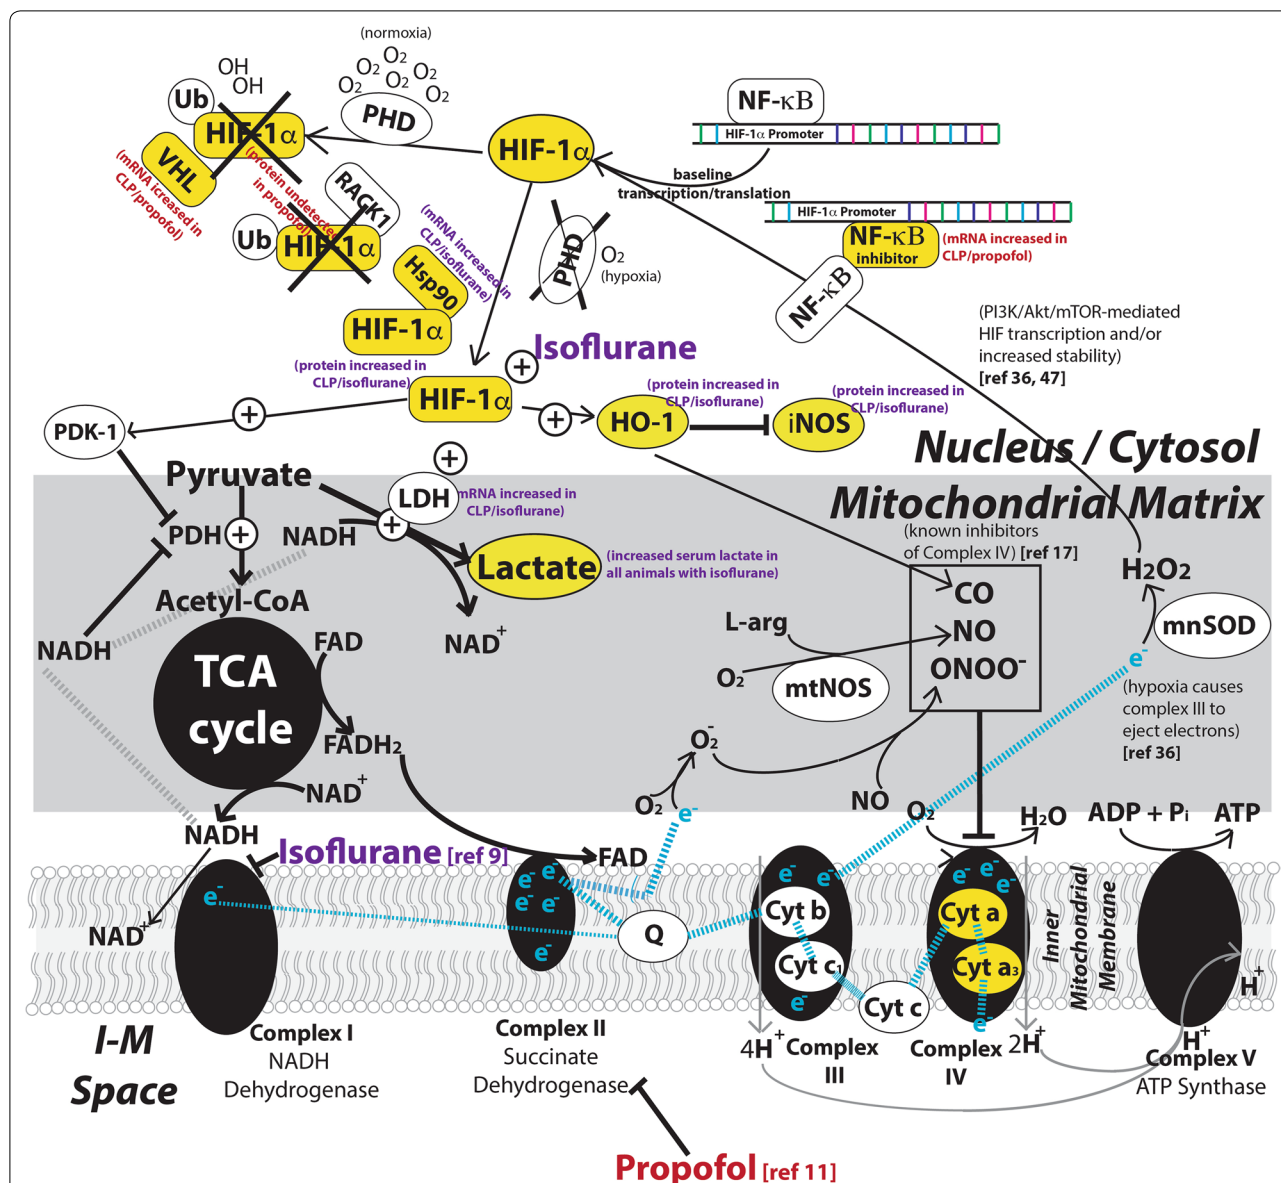 (normoxia)
O2
O2
O2
O2
O2
O2
OH
OH
Ub
PHD
HIF-1α
VHL
(mRNA icreased in
CLP/propofol)
(protein undetected
in propofol)
RACK1
Ub
HIF-1α
HIF-1α
NF-κB
HIF-1α Promoter
baseline
transcription/translation
HIF-1α Promoter
NF-κB
inhibitor
(mRNA increased in
CLP/propofol)
NF-κB
PHD
O2
(hypoxia)
(mRNA increased in
CLP/isoflurane)
Hsp90
HIF-1α
(PI3K/Akt/mTOR-mediated
HIF transcription and/or
increased stability)
[ref 36, 47]
+
Isoflurane
(protein increased in
CLP/isoflurane)
HIF-1α
+
+
(protein increased in
CLP/isoflurane)
HO-1
(protein increased in
CLP/isoflurane)
iNOS
PDK-1
Nucleus / Cytosol
Mitochondrial Matrix
Pyruvate
+
LDH
mRNA increased in
CLP/isoflurane)
PDH
+
NADH
+
Lactate
(increased serum lactate in
all animals with isoflurane)
(known inhibitors
of Complex IV) [ref 17]
H2O2
CO
NO
ONOO-
mnSOD
e-
Acetyl-CoA
NADH
NAD+
L-arg
O2
mtNOS
(hypoxia causes
complex III to
eject electrons)
[ref 36]
TCA
cycle
FAD
FADH2
NAD+
NADH
O2-
O2
e-
NO
O2
H2O
ADP + Pi
ATP
Isoflurane [ref 9]
FAD
e-
NAD+
e-
e-
e-
e-
e-
Q
e-
e-
Cyt b
Cyt c1
e-
Cyt c
e-
e-
e-
Cyt a
Cyt a3
e-
Inner
Mitochondrial
Membrane
H+
H+
I-M
Space
Complex I
NADH
Dehydrogenase
Complex II
Succinate
Dehydrogenase
4H+
Complex
III
Complex
IV
2H+
Complex V
ATP Synthase
Propofol [ref 11]